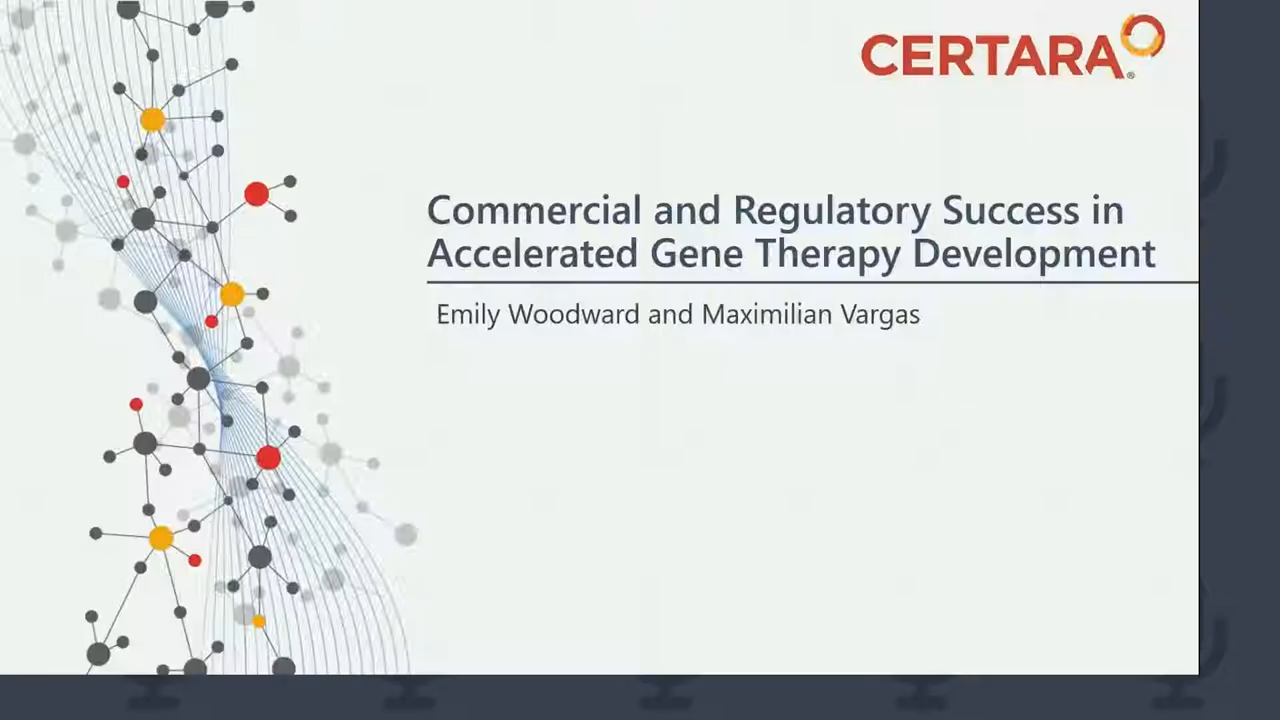 CERTARA®
Commercial and Regulatory Success in
Accelerated Gene Therapy Development
Emily Woodward and Maximilian Vargas